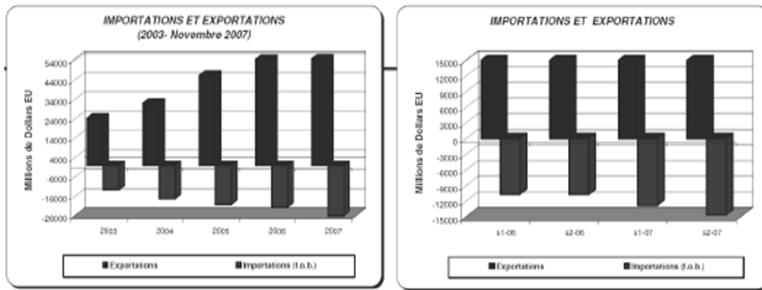 IMPORTATIONS ET EXPORTATIONS
(2003- Novembre 2007)
Millions de Dollars EU
54000
44000
34000
24000
14000
4000
-6000
-16000
-20000
2003
2004
2005
2006
2007
Exportations
Importations (f.o.b.)
IMPORTATIONS ET EXPORTATIONS
Millions de Dollars EU
15000
12000
9000
6000
3000
0
-3000
-6000
-9000
-12000
-15000
s1-06
s2-06
s1-07
s2-07
Exportations
Importations (f.o.b.)